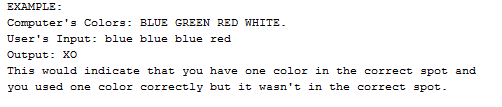 EXAMPLE:
Computer's Colors: BLUE GREEN RED WHITE.
User's Input: blue blue blue red
Output: XO
This would indicate that you have one color in the correct spot and
you used one color correctly but it wasn't in the correct spot.